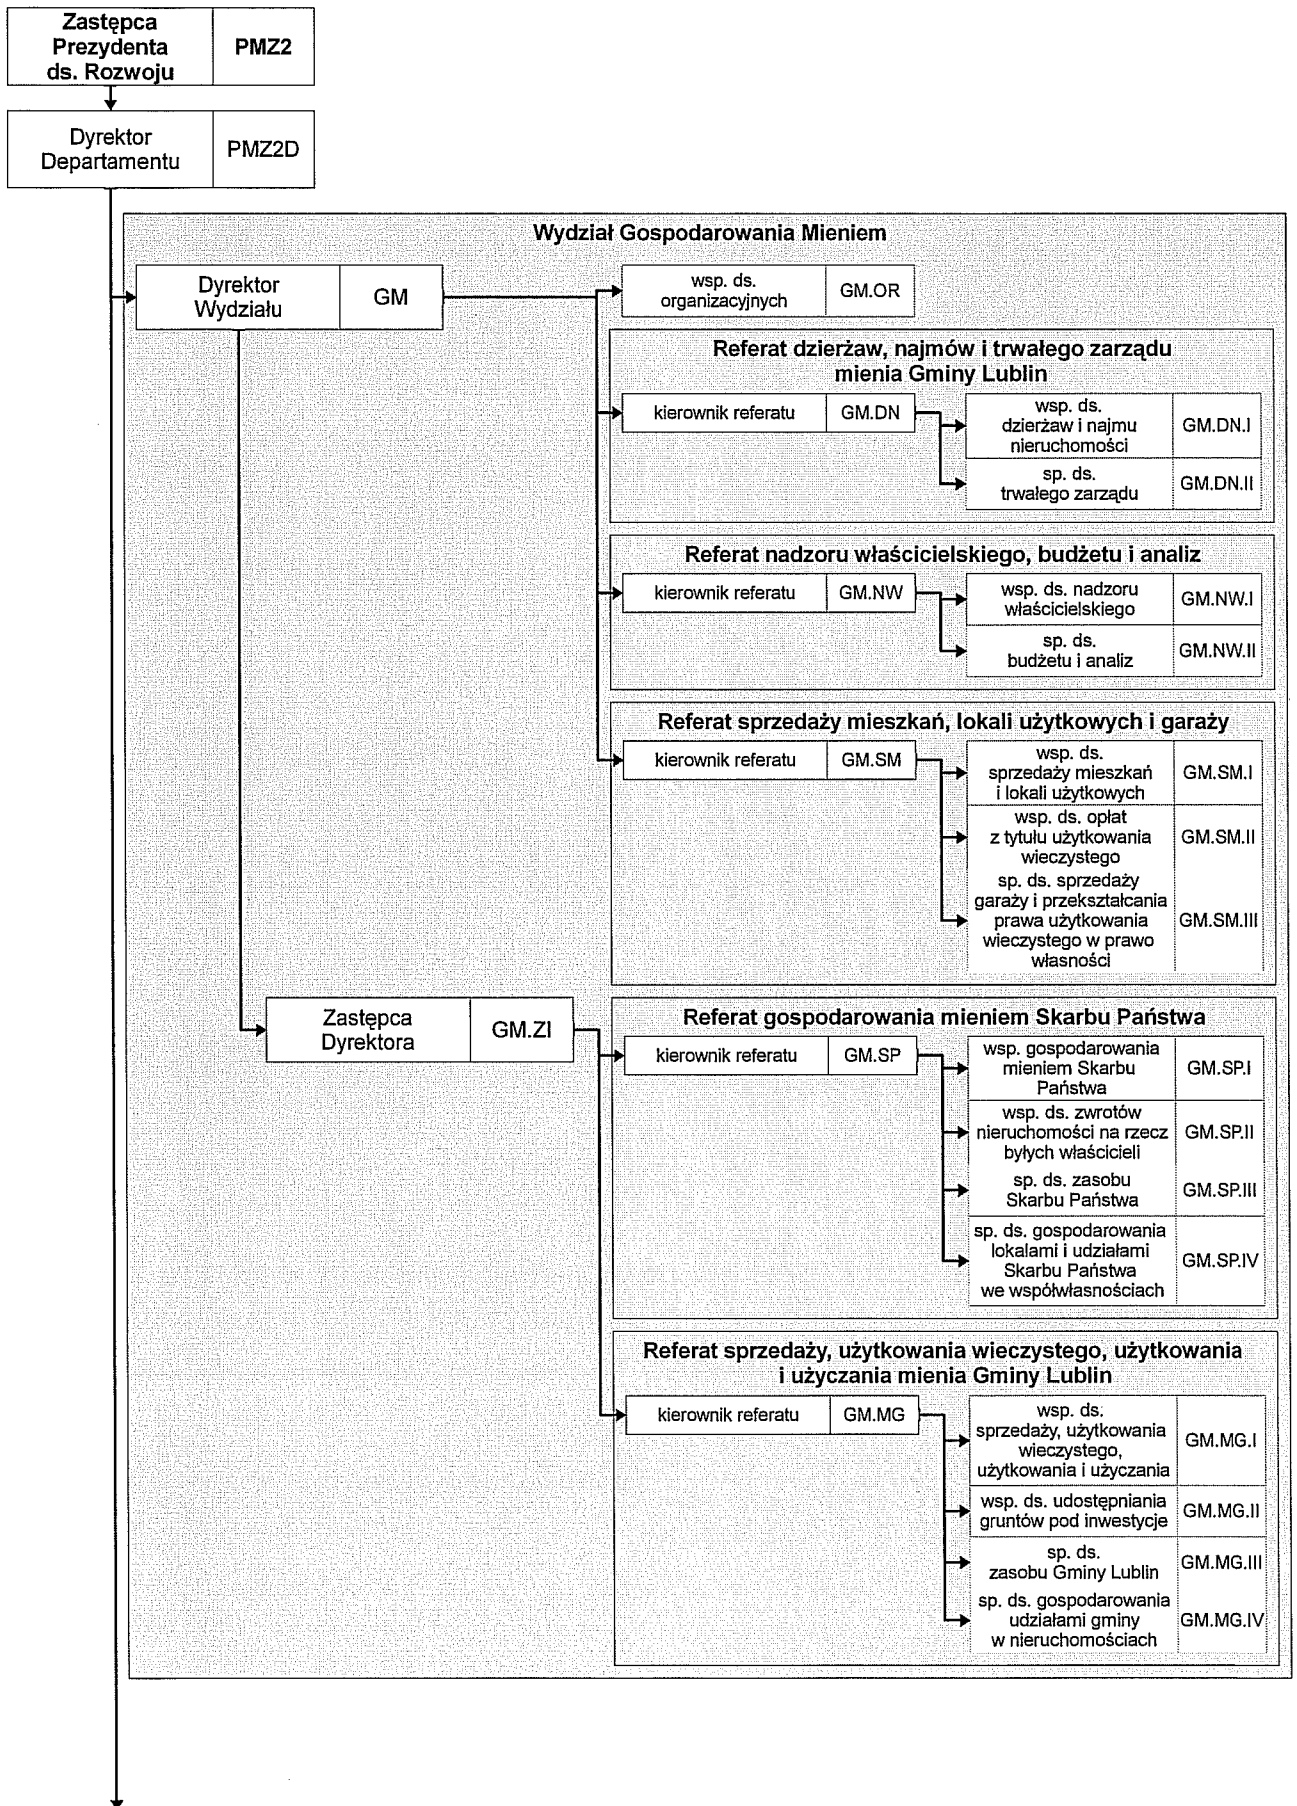 Zastępca
Prezydenta
ds. Rozwoju
PMZ2
Dyrektor
Departamentu
PMZ2D
Wydział Gospodarowania Mieniem
Dyrektor
Wydziału
GM
wsp. ds.
organizacyjnych
GM.OR
Referat dzierżaw, najmów i trwałego zarządu
mienia Gminy Lublin
kierownik referatu
GM.DN
wsp. ds.
dzierżaw i najmu
nieruchomości
GM.DN.I
sp. ds.
trwałego zarządu
GM.DN.II
Referat nadzoru właścicielskiego, budżetu i analiz
kierownik referatu
GM.NW
wsp. ds. nadzoru
właścicielskiego
GM.NW.I
sp. ds.
budżetu i analiz
GM.NW.II
Referat sprzedaży mieszkań, lokali użytkowych i garaży
kierownik referatu
GM.SM
wsp. ds.
sprzedaży mieszkań
i lokali użytkowych
GM.SM.I
wsp. ds. opłat
z tytułu użytkowania
wieczystego
GM.SM.II
sp. ds. sprzedaży
garaży i przekształcania
prawa użytkowania
wieczystego w prawo
własności
GM.SM.III
Zastępca
Dyrektora
GM.ZI
Referat gospodarowania mieniem Skarbu Państwa
kierownik referatu
GM.SP
wsp. gospodarowania
mieniem Skarbu
Państwa
GM.SP.I
wsp. ds. zwrotów
nieruchomości na rzecz
byłych właścicieli
GM.SP.II
sp. ds. zasobu
Skarbu Państwa
GM.SP.III
sp. ds. gospodarowania
lokalami i udziałami
Skarbu Państwa
we współwłasnościach
GM.SP.IV
Referat sprzedaży, użytkowania wieczystego, użytkowania
i użyczania mienia Gminy Lublin
kierownik referatu
GM.MG
wsp. ds.
sprzedaży, użytkowania
wieczystego,
użytkowania i użyczania
GM.MG.I
wsp. ds. udostępniania
gruntów pod inwestycje
GM.MG.II
sp. ds.
zasobu Gminy Lublin
GM.MG.III
sp. ds. gospodarowania
udziałami gminy
w nieruchomościach
GM.MG.IV